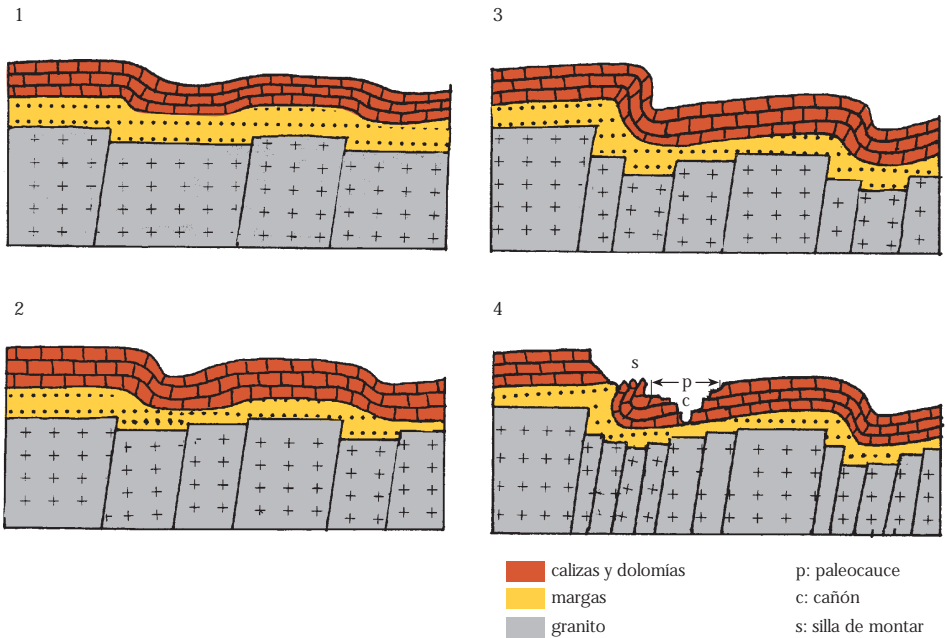 1
3
2
4
s
p
c
calizas y dolomías
margas
granito
p: paleocauce
c: cañón
s: silla de montar